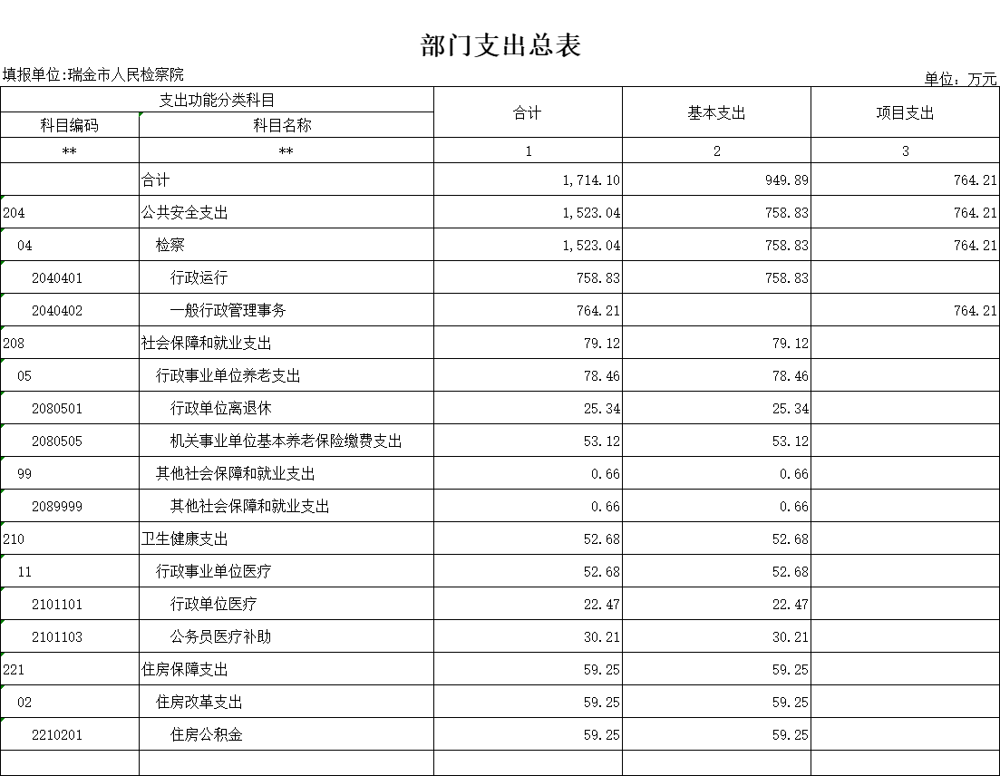 部门支出总表
填报单位:瑞金市人民检察院
单位：万元
支出功能分类科目 合计 基本支出 项目支出
科目编码 科目名称
** ** 1 2 3
合计 1,714.10 949.89 764.21
204 公共安全支出 1,523.04 758.83 764.21
04 检察 1,523.04 758.83 764.21
2040401 行政运行 758.83 758.83
2040402 一般行政管理事务 764.21 764.21
208 社会保障和就业支出 79.12 79.12
05 行政事业单位养老支出 78.46 78.46
2080501 行政单位离退休 25.34 25.34
2080505 机关事业单位基本养老保险缴费支出 53.12 53.12
99 其他社会保障和就业支出 0.66 0.66
2089999 其他社会保障和就业支出 0.66 0.66
210 卫生健康支出 52.68 52.68
11 行政事业单位医疗 52.68 52.68
2101101 行政单位医疗 22.47 22.47
2101103 公务员医疗补助 30.21 30.21
221 住房保障支出 59.25 59.25
02 住房改革支出 59.25 59.25
2210201 住房公积金 59.25 59.25